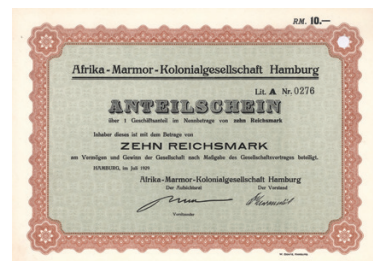 RM. 10.—
Afrika - Marmor - Kolonialgesellschaft Hamburg
Lit. A Nr. 0276
ANTEILSCHEIN
über 1 Geschäftsanteil im Nennbetrage von zehn Reichsmark
Inhaber dieses ist mit dem Betrage von
ZEHN REICHSMARK
am Vermögen und Gewinn der Gesellschaft nach Maßgabe des Gesellschaftsvertrages beteiligt.
HAMBURG, im Juli 1929
Afrika-Marmor-Kolonialgesellschaft Hamburg
Der Aufsichtsrat Der Vorstand
Vorsitzender